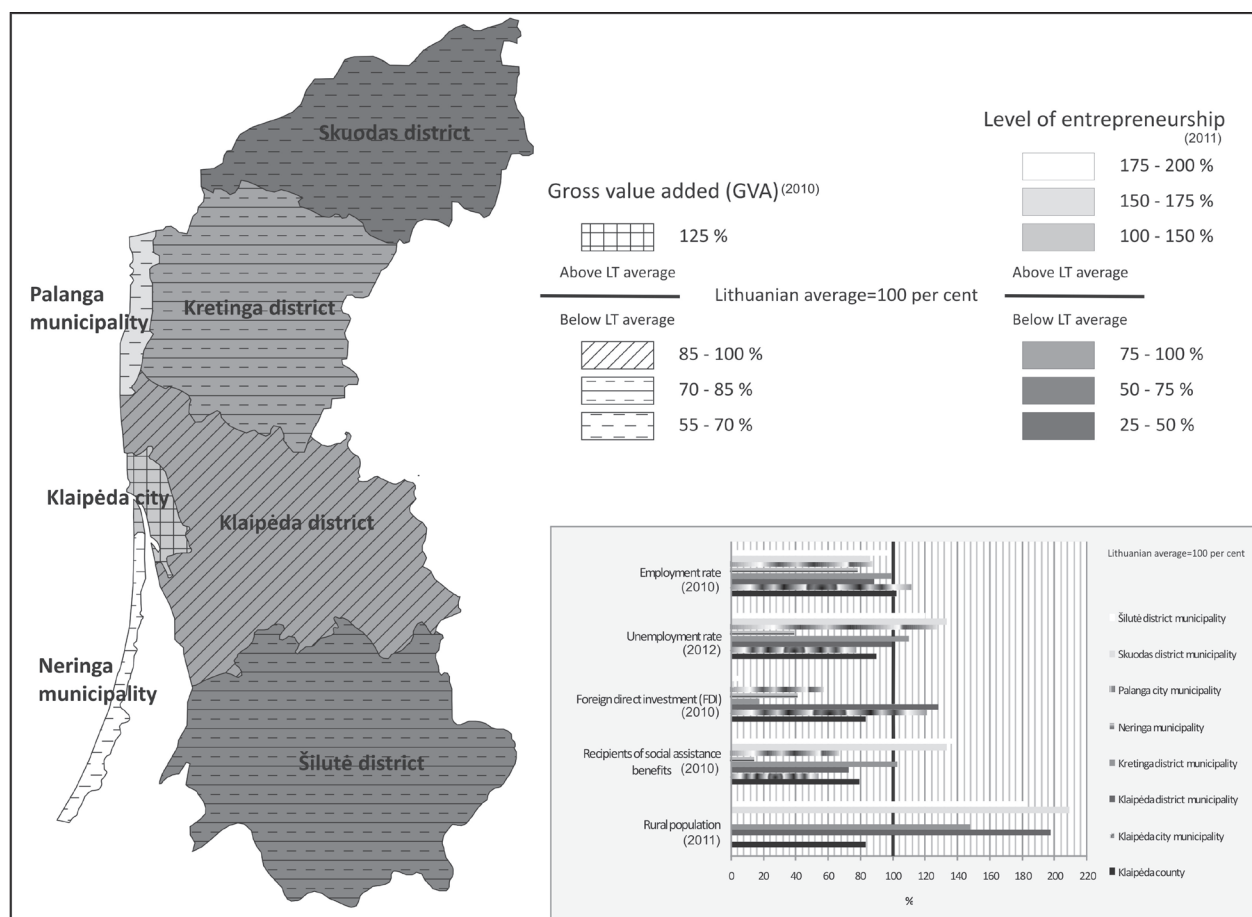 Skuodas district
Palanga
municipality
Kretinga district
Klaipėda city
Klaipėda district
Neringa
municipality
Šilutė district
Gross value added (GVA) (2010)
125 %
Above LT average
Lithuanian average=100 per cent
Below LT average
85 - 100 %
70 - 85 %
55 - 70 %
Level of entrepreneurship
(2011)
175 - 200 %
150 - 175 %
100 - 150 %
Above LT average
Below LT average
75 - 100 %
50 - 75 %
25 - 50 %
Employment rate
(2010)
Unemployment rate
(2012)
Foreign direct investment (FDI)
(2010)
Recipients of social assistance
benefits (2010)
Rural population
(2011)
0 20 40 60 80 100 120 140 160 180 200 220
%
Lithuanian average=100 per cent
Šilutė district municipality
Skuodas district municipality
Palanga city municipality
Neringa municipality
Kretinga district municipality
Klaipėda district municipality
Klaipėda city municipality
Klaipėda county